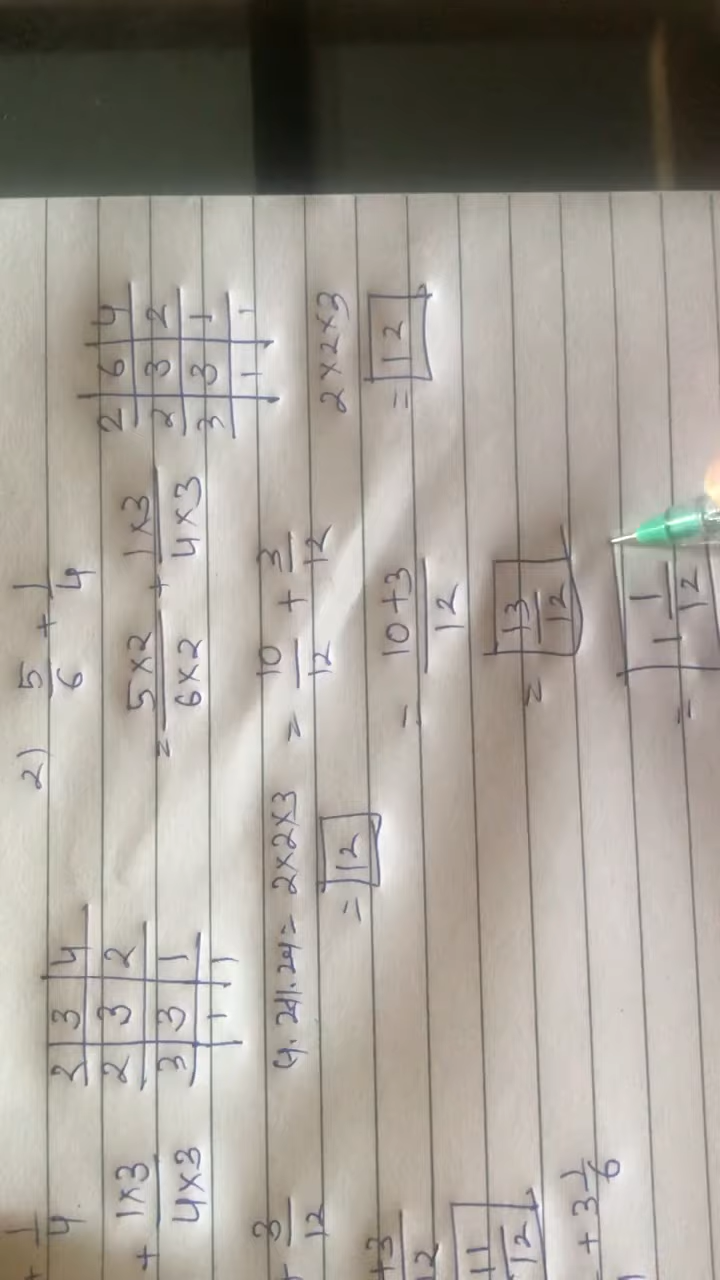 + 1/4
+ (1×3)/(4×3)
+ 3/12
+3/12
11/12
+ 3 1/6
2 | 3 | 4
2 | 3 | 2
3 | 3 | 1
1 | 1
= 2×2×3
= 12
2) 5/6 + 1/4
= (5×2)/(6×2) + (1×3)/(4×3)
= 10/12 + 3/12
= (10+3)/12
= 13/12
= 1 1/12
2 | 6 | 4
2 | 3 | 2
3 | 3 | 1
1 | 1
2×2×3
= 12